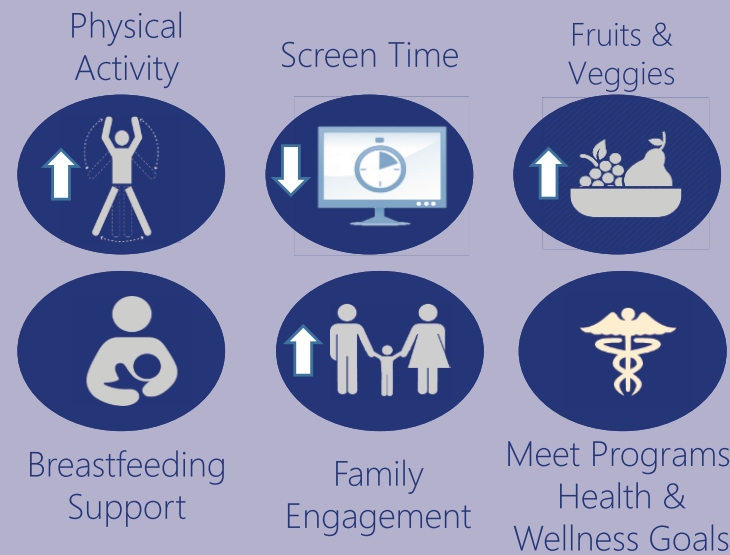 Physical
Activity
Screen Time
Fruits &
Veggies
Breastfeeding
Support
Family
Engagement
Meet Programs
Health &
Wellness Goals